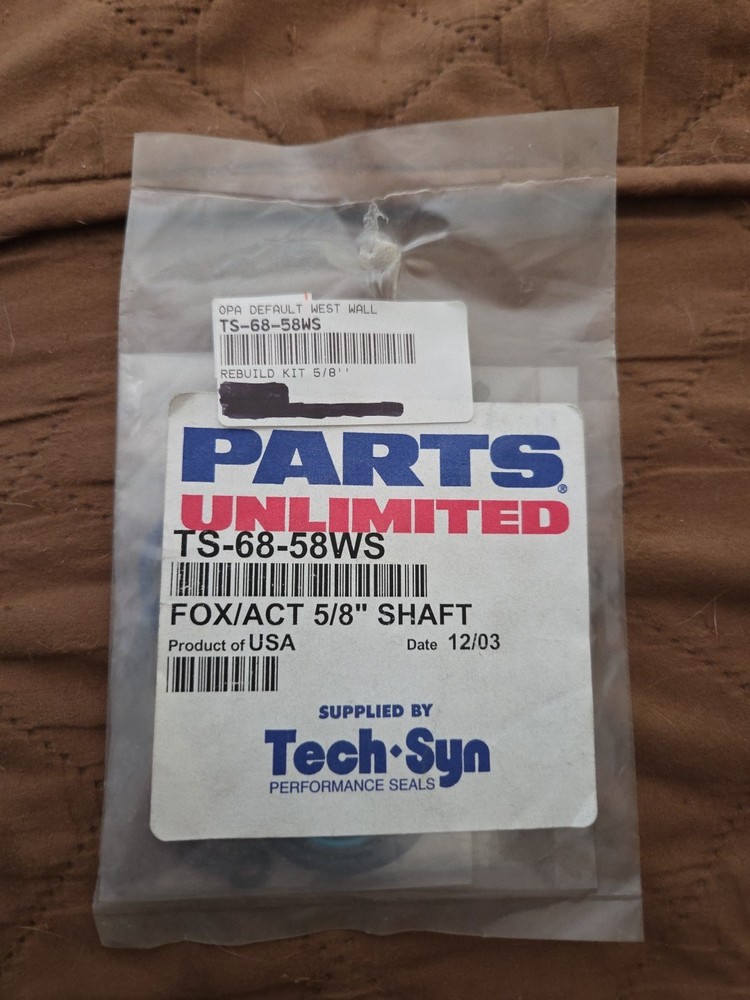 OPA DEFAULT WEST WALL
TS-68-58WS
REBUILD KIT 5/8''
PARTS®
UNLIMITED
TS-68-58WS
FOX/ACT 5/8" SHAFT
Product of USA Date 12/03
SUPPLIED BY
Tech·Syn
PERFORMANCE SEALS